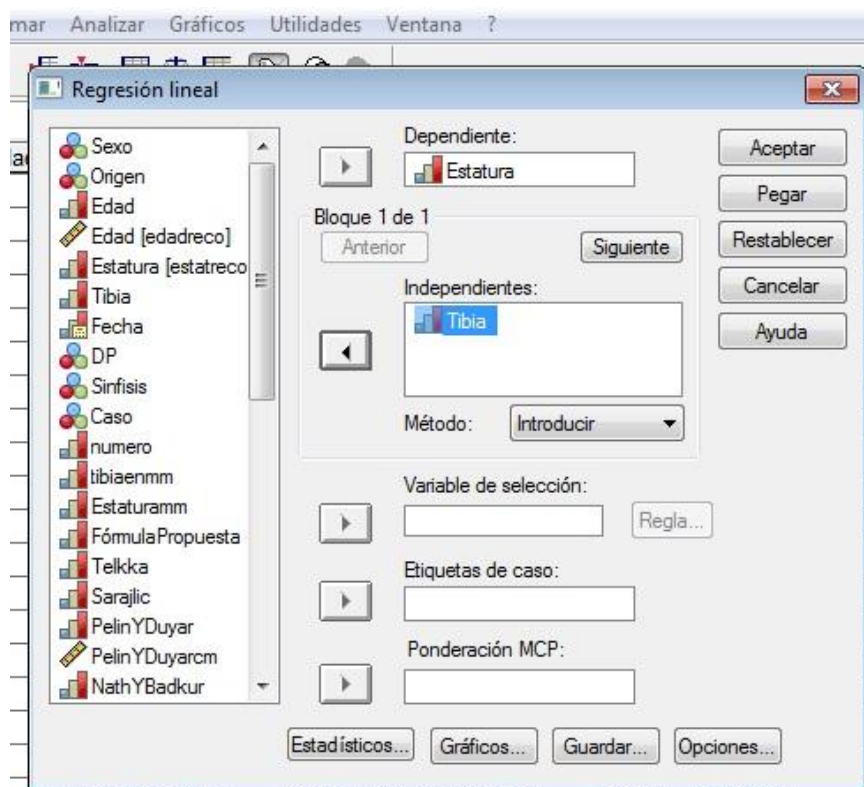 mar Analizar Gráficos Utilidades Ventana ?
Regresión lineal
Sexo
Origen
Edad
Edad [edadreco]
Estatura [estatreco
Tibia
Fecha
DP
Sinfisis
Caso
numero
tibiaenmm
Estaturamm
FórmulaPropuesta
Telkka
Sarajlic
PelinYDuyar
PelinYDuyarcm
NathYBadkur
Dependiente:
Estatura
Bloque 1 de 1
Anterior
Siguiente
Independientes:
Tibia
Método:
Introducir
Variable de selección:
Regla...
Etiquetas de caso:
Ponderación MCP:
Aceptar
Pegar
Restablecer
Cancelar
Ayuda
Estadísticos...
Gráficos...
Guardar...
Opciones...